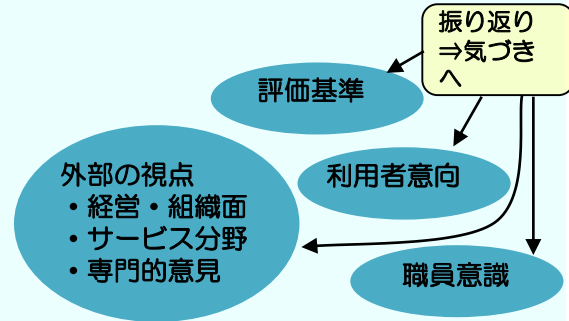 振り返り
⇒気づき
へ
評価基準
利用者意向
外部の視点
・経営・組織面
・サービス分野
・専門的意見
職員意識